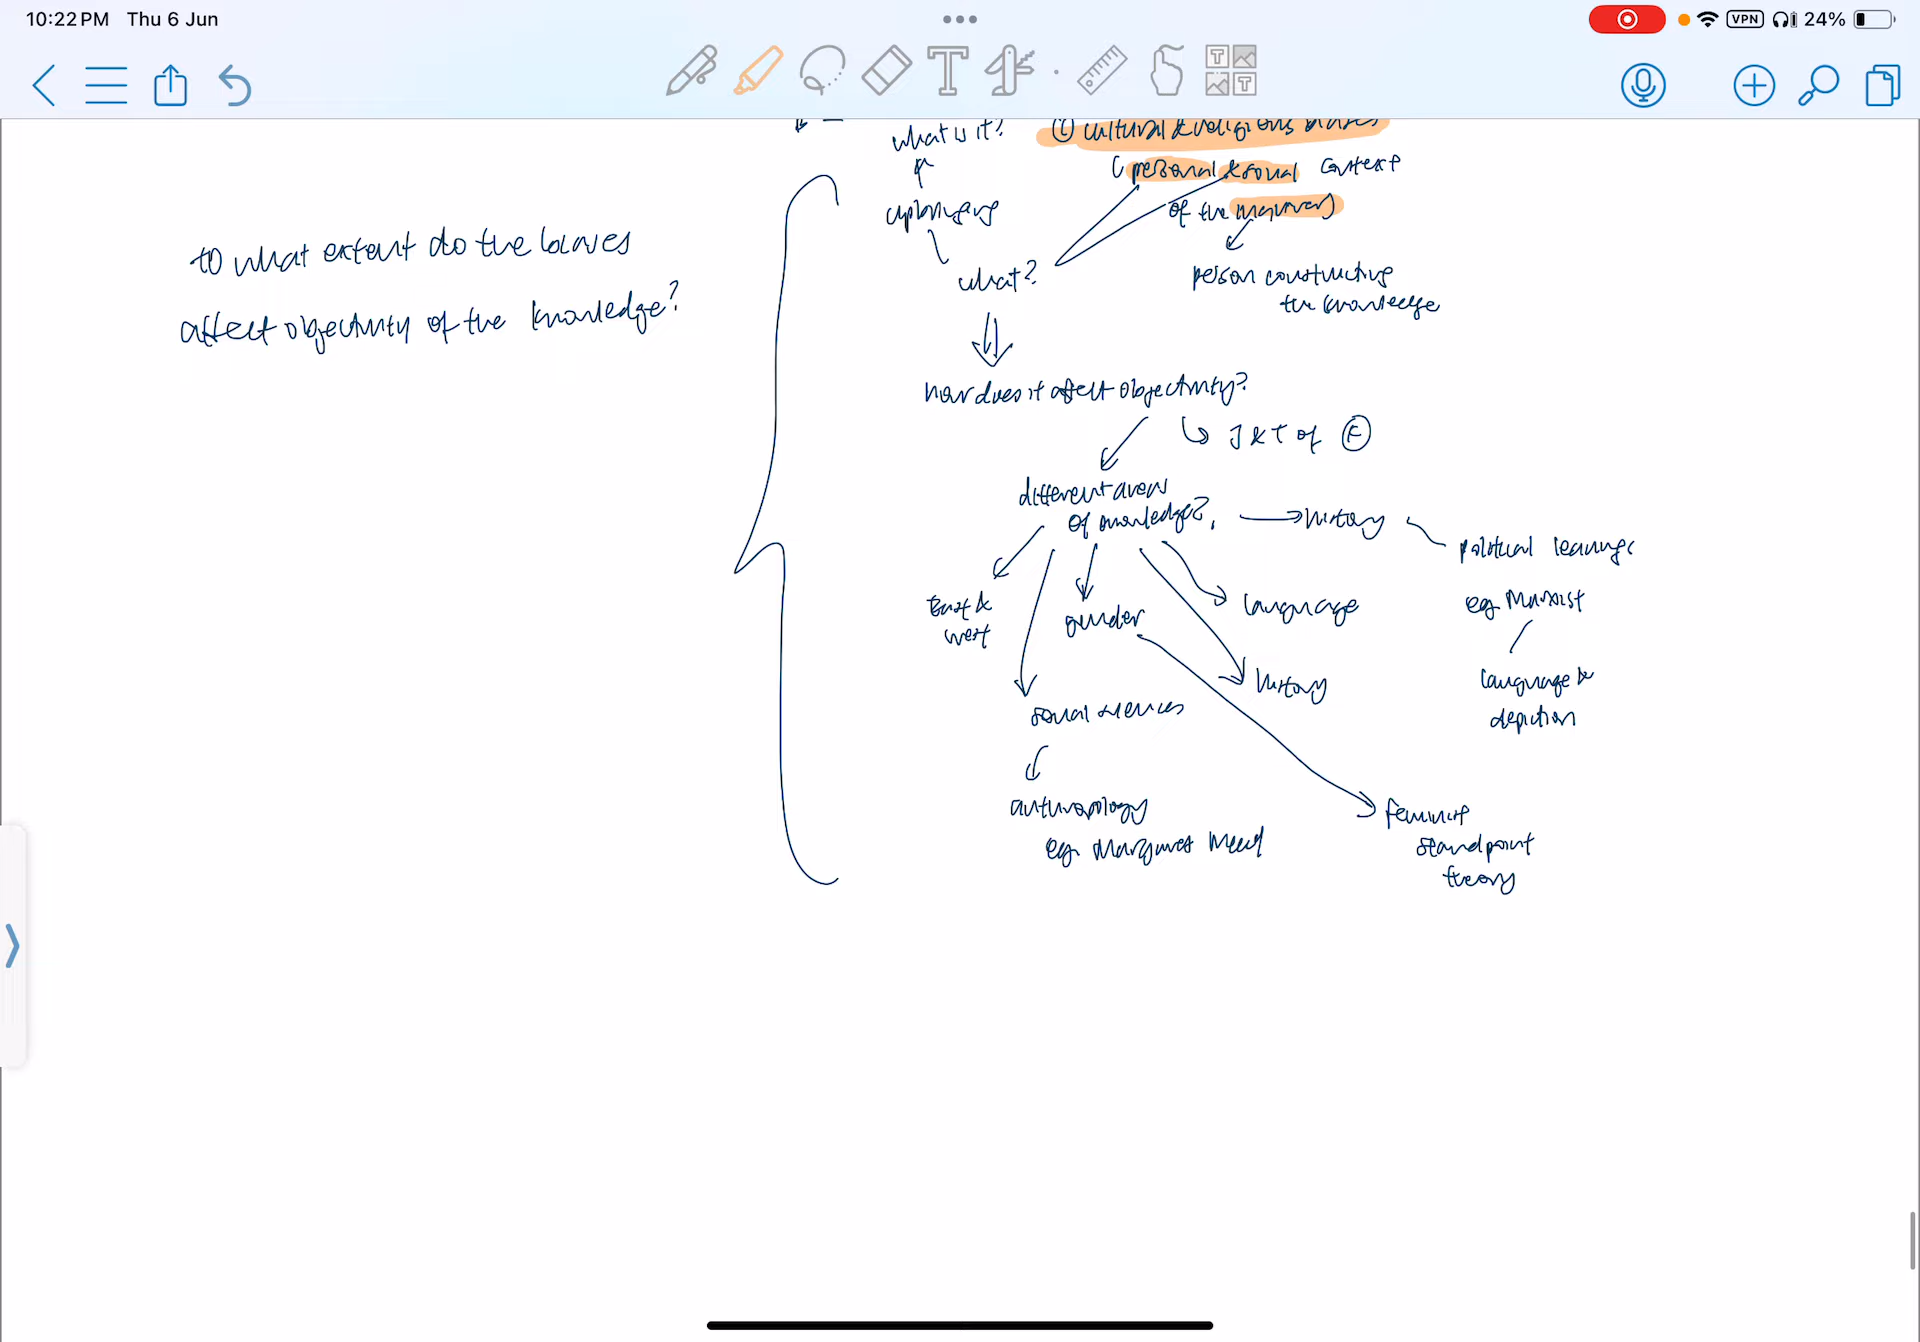 10:22 PM Thu 6 Jun
VPN 24%
what is it?
① cultural & religious biases
(personal & social context
of the inquirer)
exploring
to what extent do the biases
affect objectivity of the knowledge?
what?
person constructing
the knowledge
how does it affect objectivity?
J & T of
different areas
of knowledge?
history
political leanings
eg. Marxist
language &
depiction
East &
west
gender
language
history
social sciences
anthropology
eg. Margaret Mead
feminist
standpoint
theory